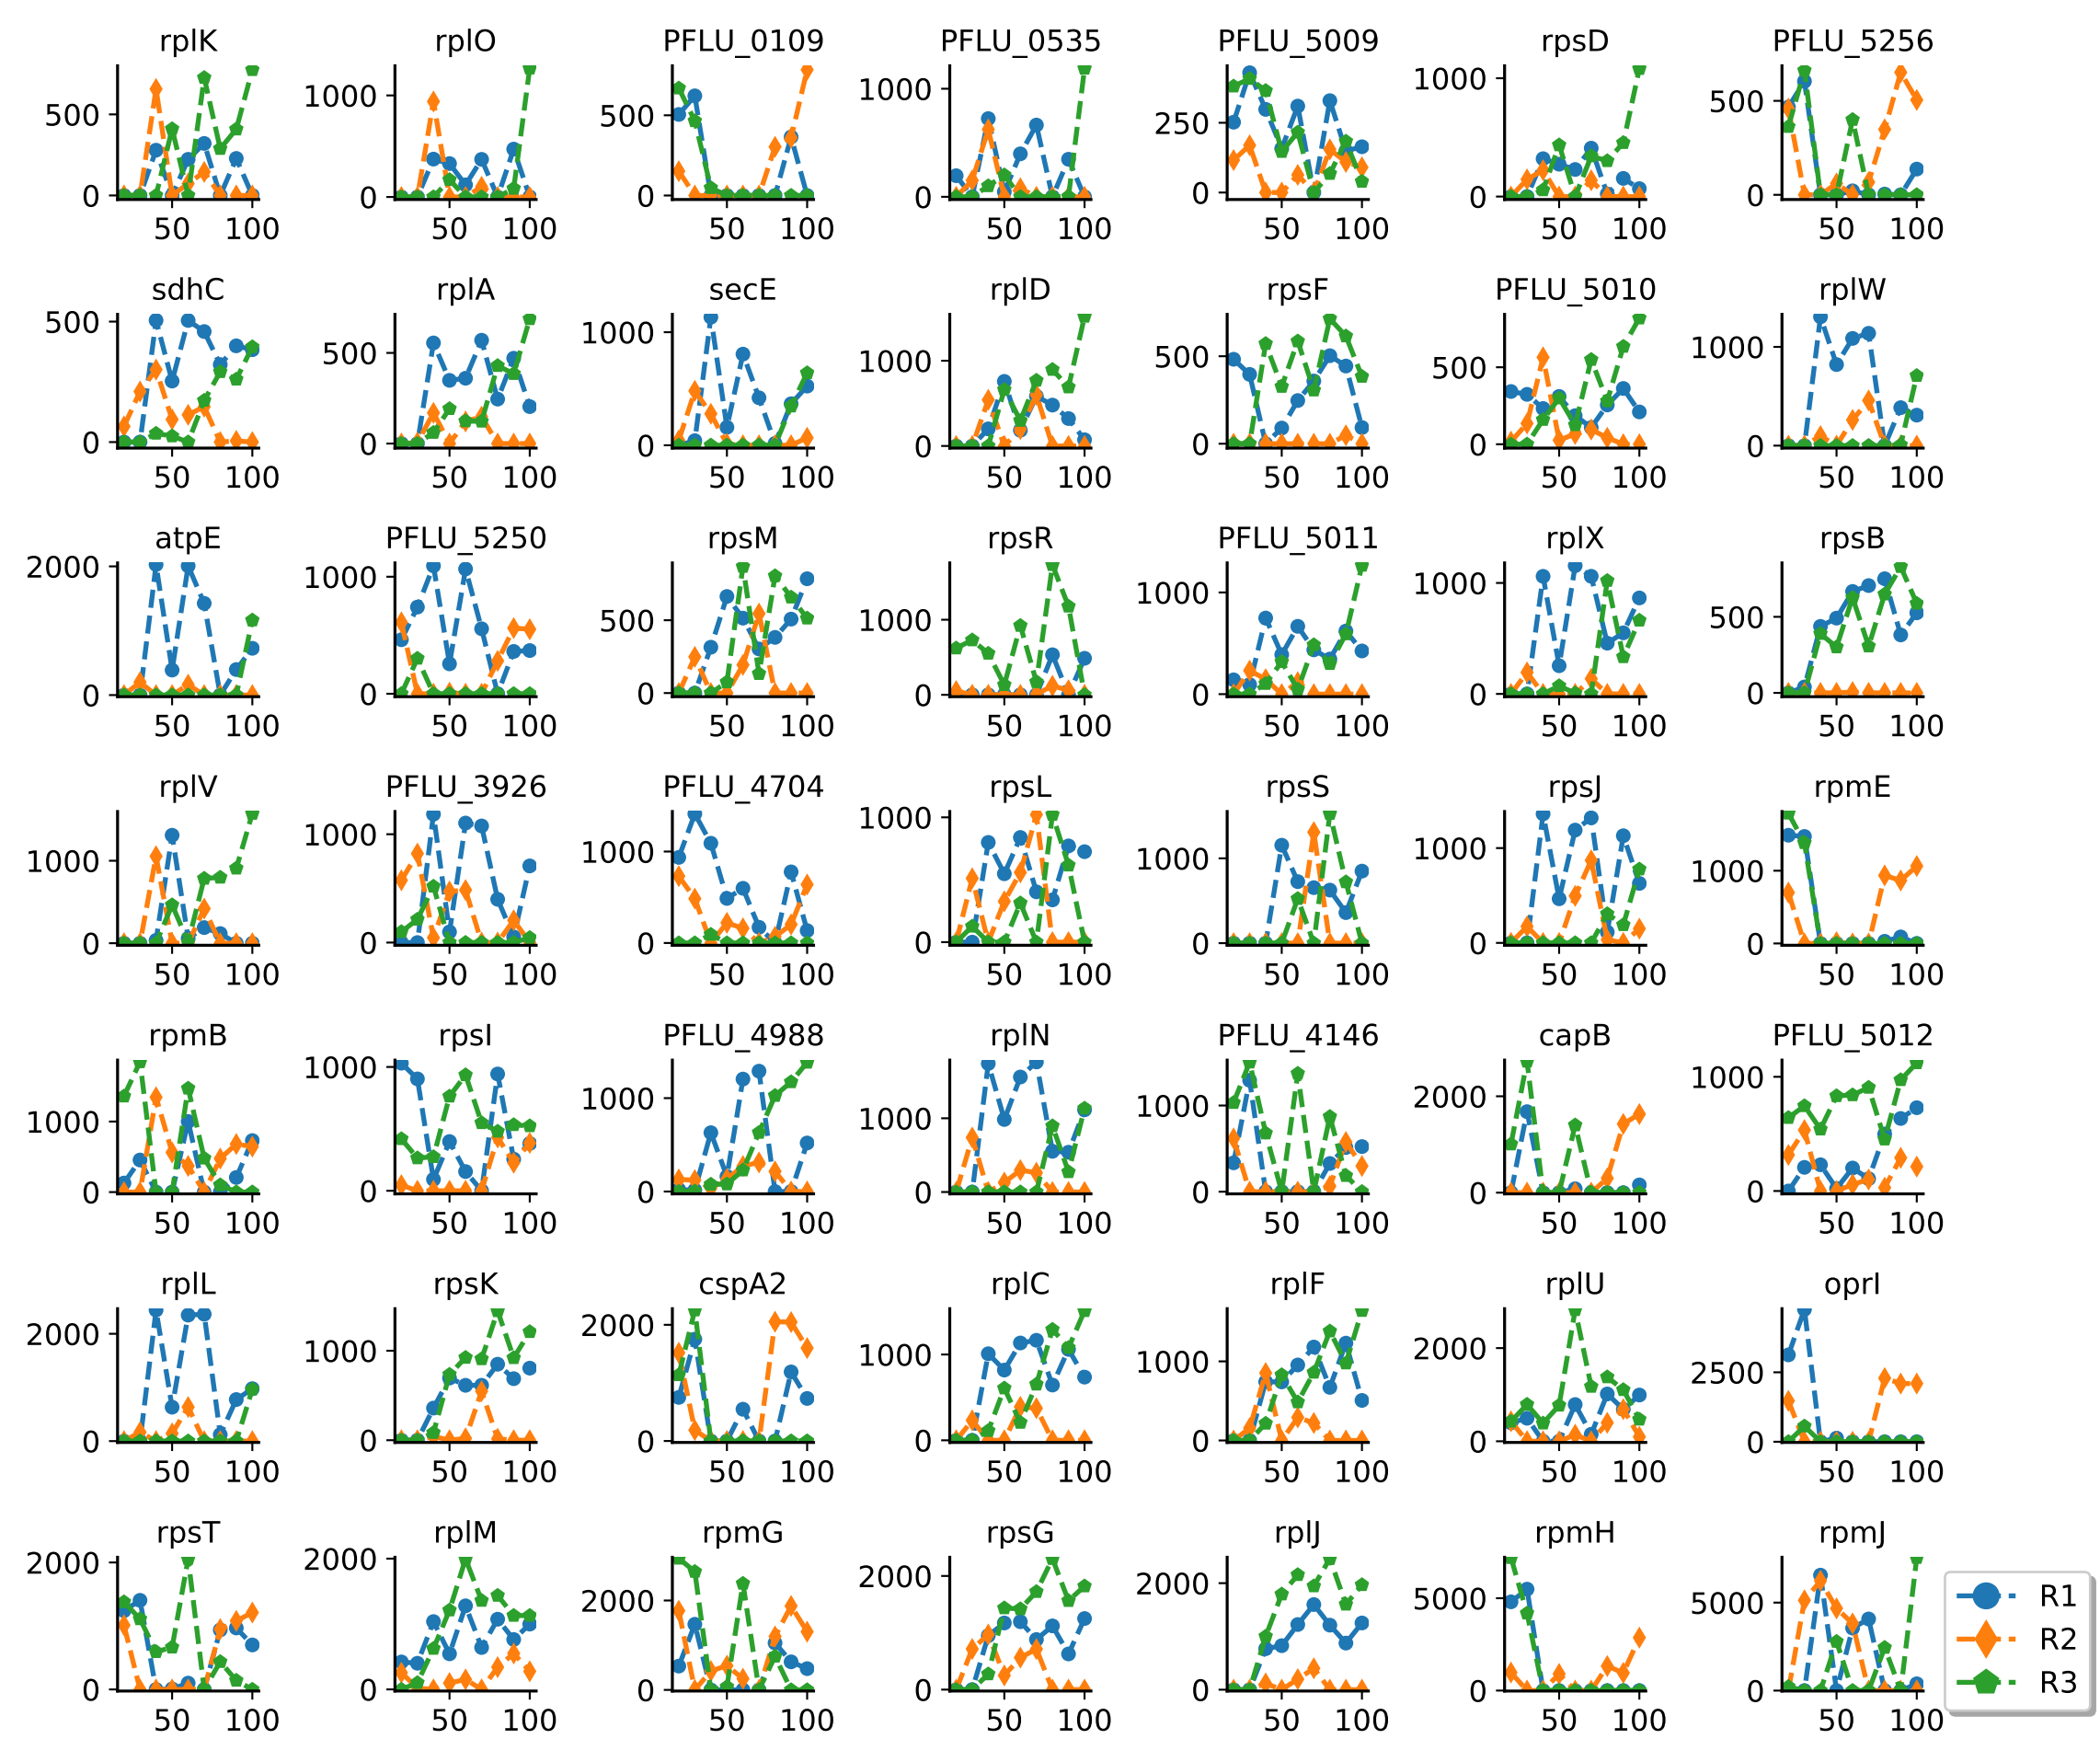 rplK rplO PFLU_0109 PFLU_0535 PFLU_5009 rpsD PFLU_5256
500 1000 500 1000 250 1000 500
0 0 0 0 0 0 0
50 100 50 100 50 100 50 100 50 100 50 100 50 100
sdhC rplA secE rplD rpsF PFLU_5010 rplW
500 500 1000 1000 500 500 1000
0 0 0 0 0 0 0
50 100 50 100 50 100 50 100 50 100 50 100 50 100
atpE PFLU_5250 rpsM rpsR PFLU_5011 rplX rpsB
2000 1000 500 1000 1000 1000 500
0 0 0 0 0 0 0
50 100 50 100 50 100 50 100 50 100 50 100 50 100
rplV PFLU_3926 PFLU_4704 rpsL rpsS rpsJ rpmE
1000 1000 1000 1000 1000 1000 1000
0 0 0 0 0 0 0
50 100 50 100 50 100 50 100 50 100 50 100 50 100
rpmB rpsI PFLU_4988 rplN PFLU_4146 capB PFLU_5012
1000 1000 1000 1000 1000 2000 1000
0 0 0 0 0 0 0
50 100 50 100 50 100 50 100 50 100 50 100 50 100
rplL rpsK cspA2 rplC rplF rplU oprI
2000 1000 2000 1000 1000 2000 2500
0 0 0 0 0 0 0
50 100 50 100 50 100 50 100 50 100 50 100 50 100
rpsT rplM rpmG rpsG rplJ rpmH rpmJ
2000 2000 2000 2000 2000 5000 5000
0 0 0 0 0 0 0
50 100 50 100 50 100 50 100 50 100 50 100 50 100
R1
R2
R3